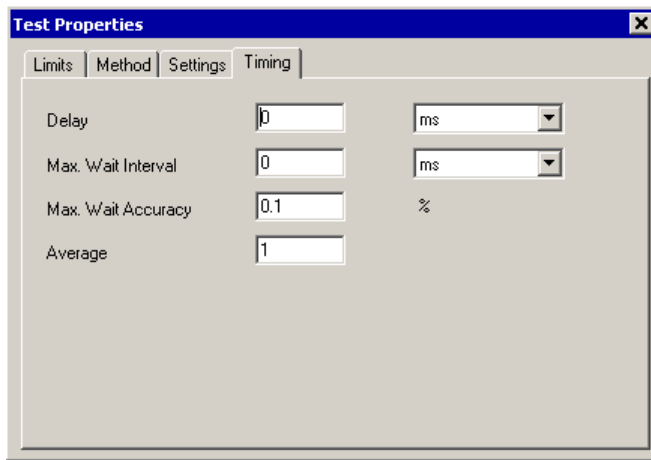 Test Properties
Limits Method Settings Timing
Delay 0 ms
Max. Wait Interval 0 ms
Max. Wait Accuracy 0.1 %
Average 1